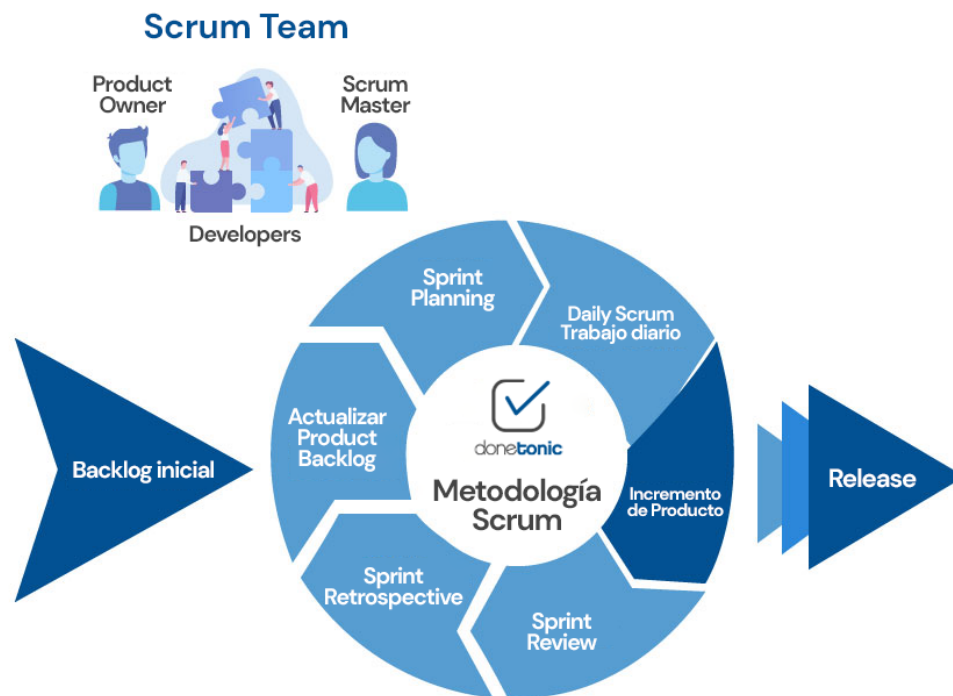 Scrum Team
Product
Owner
Scrum
Master
Developers
Sprint
Planning
Daily Scrum
Trabajo diario
Actualizar
Product
Backlog
donetonic
Metodología
Scrum
Backlog inicial
Incremento
de Producto
Release
Sprint
Retrospective
Sprint
Review